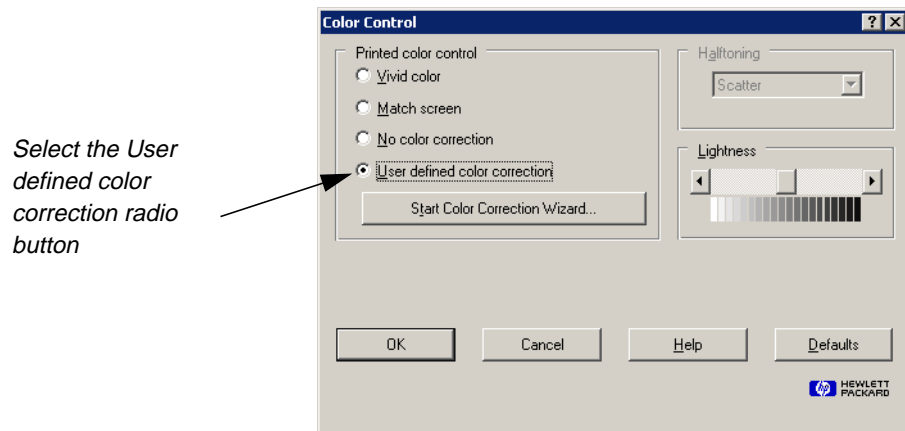 Color Control
Printed color control
Vivid color
Match screen
No color correction
User defined color correction
Start Color Correction Wizard...
Halftoning
Scatter
Lightness
Select the User
defined color
correction radio
button
OK
Cancel
Help
Defaults
hp HEWLETT
PACKARD